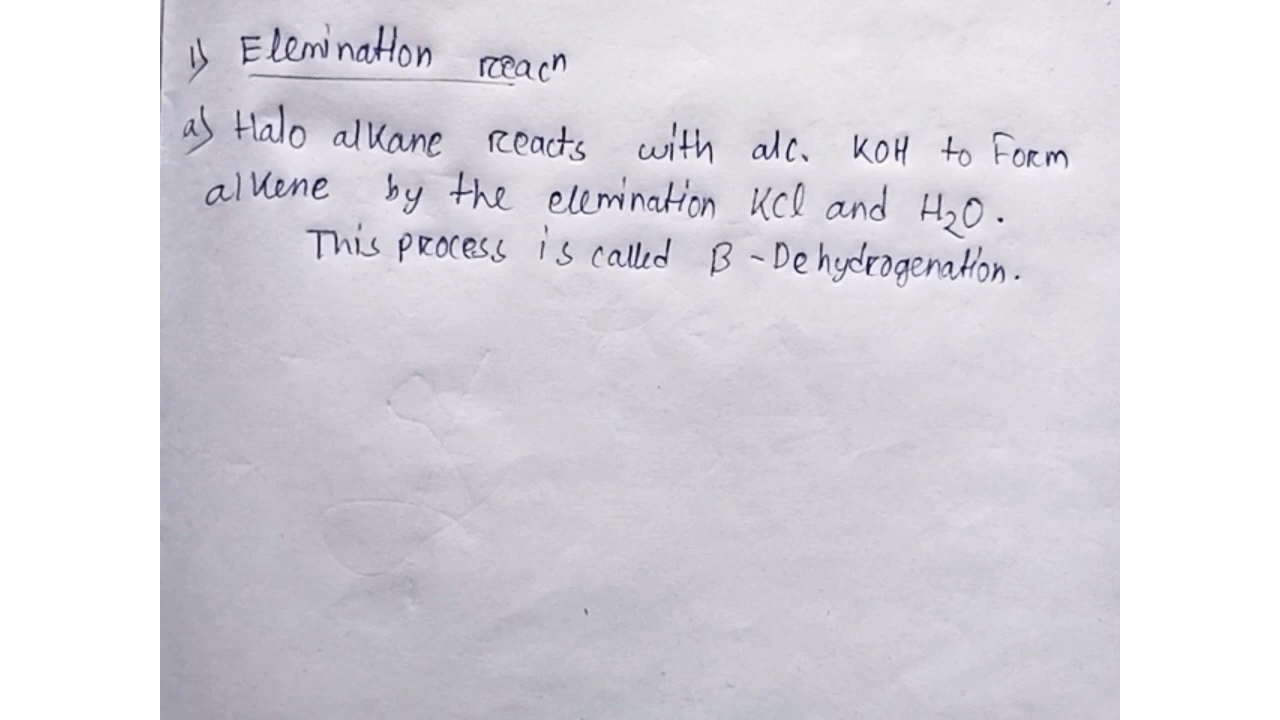 1) Elemination reacn
a) Halo alkane reacts with alc. KOH to Form
alkene by the elemination KCl and H2O.
This process is called B-Dehydrogenation.